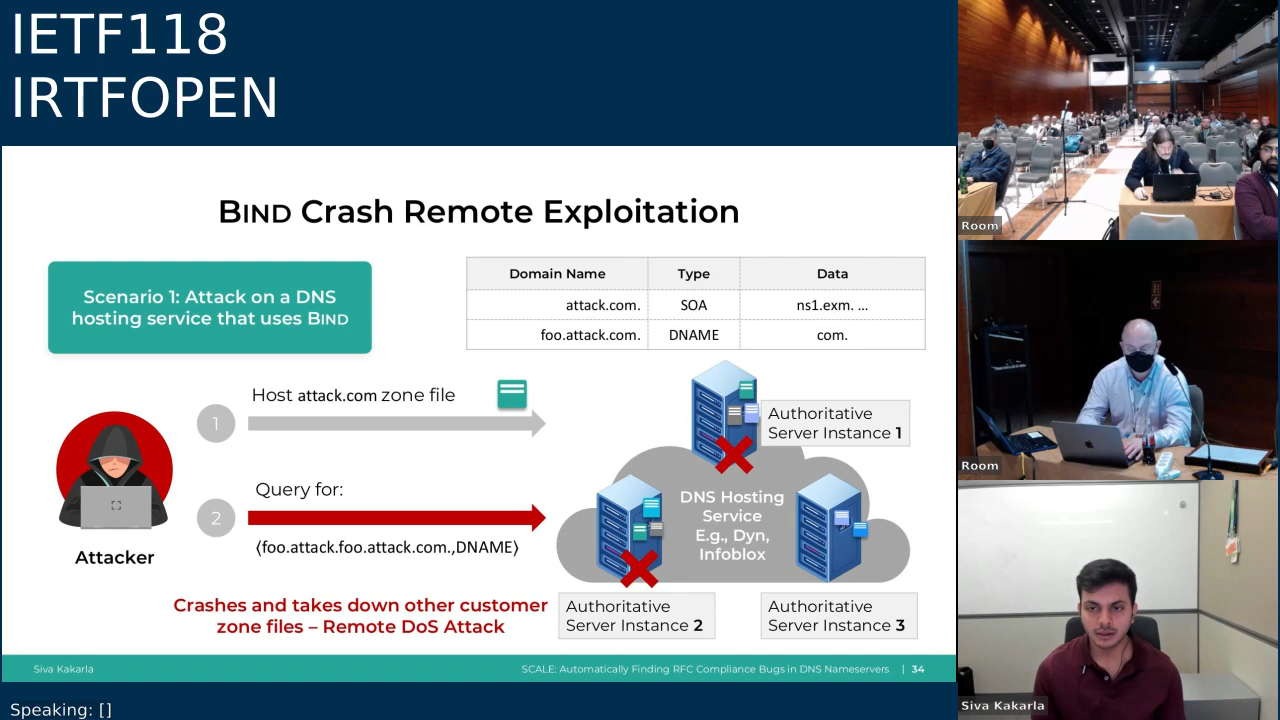 IETF118
IRTFOPEN
BIND Crash Remote Exploitation
Scenario 1: Attack on a DNS
hosting service that uses BIND
Domain Name Type Data
attack.com. SOA ns1.exm. ...
foo.attack.com. DNAME com.
Host attack.com zone file
1
Authoritative
Server Instance 1
Query for:
2
⟨foo.attack.foo.attack.com.,DNAME⟩
DNS Hosting
Service
E.g., Dyn,
Infoblox
Attacker
Crashes and takes down other customer
zone files – Remote DoS Attack
Authoritative
Server Instance 2
Authoritative
Server Instance 3
Siva Kakarla
SCALE: Automatically Finding RFC Compliance Bugs in DNS Nameservers | 34
Speaking: []
Room
Room
Siva Kakarla